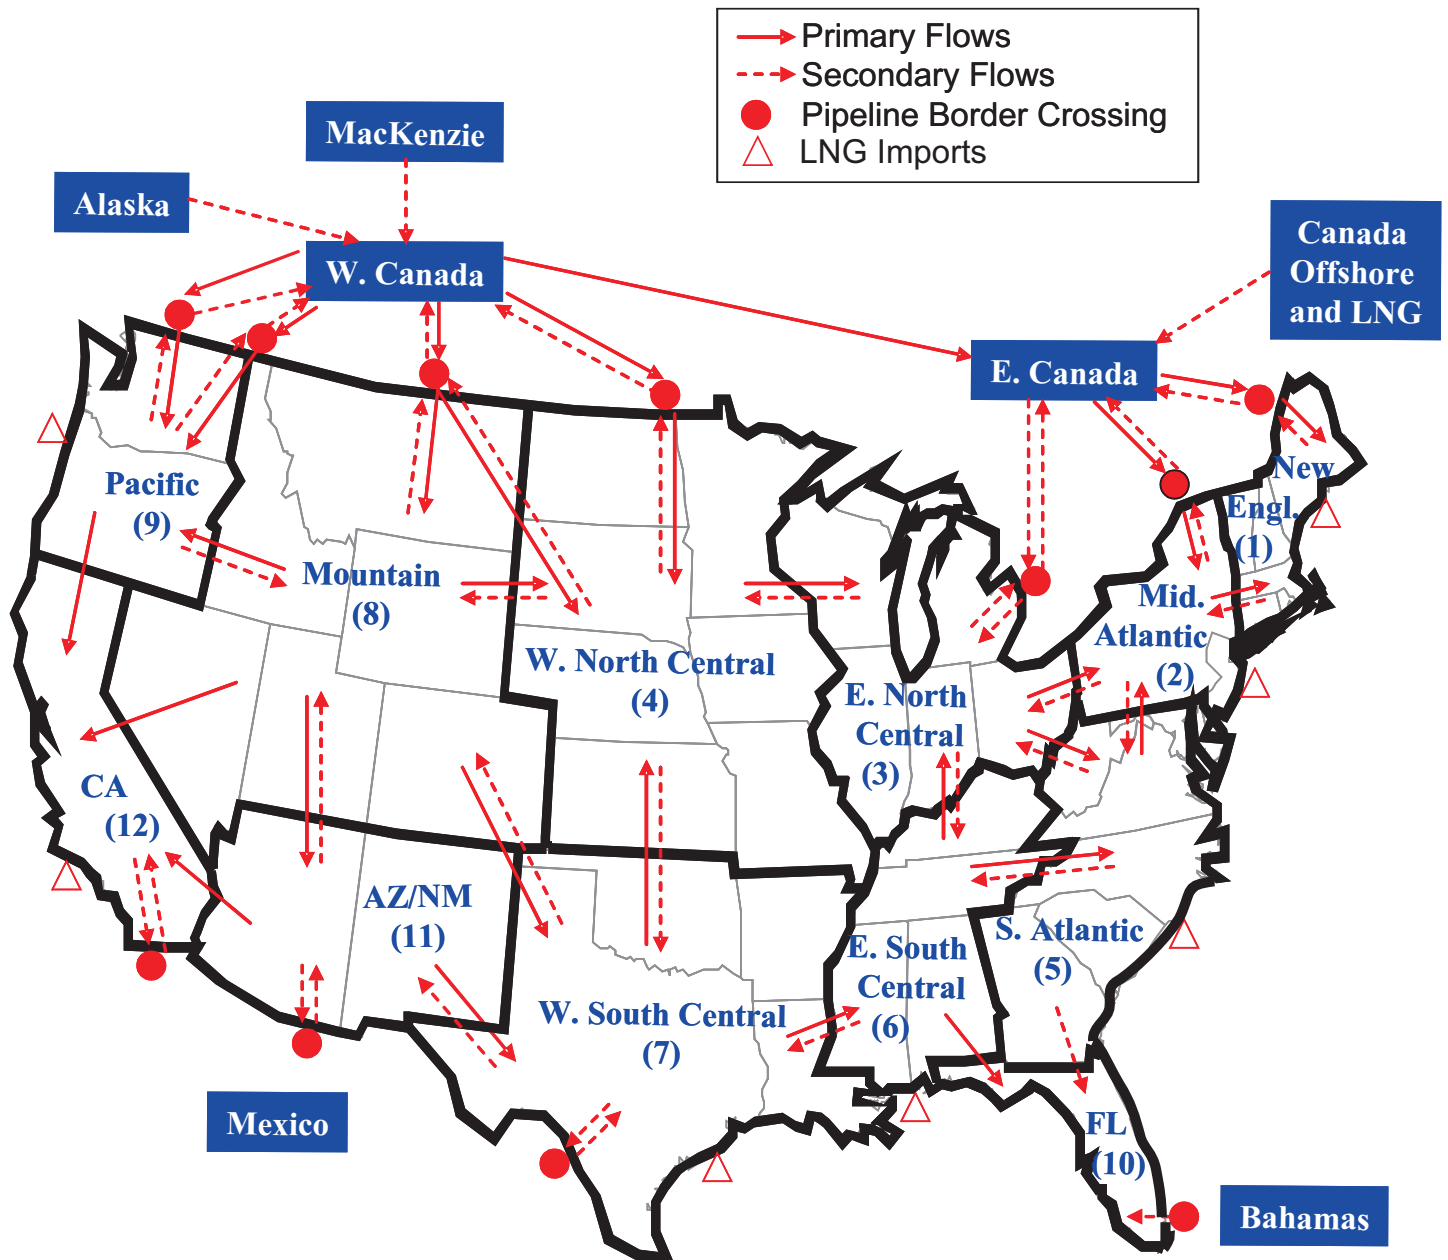 Primary Flows
Secondary Flows
Pipeline Border Crossing
LNG Imports
MacKenzie
Alaska
W. Canada
Canada
Offshore
and LNG
E. Canada
New
Engl.
(1)
Pacific
(9)
Mountain
(8)
Mid.
Atlantic
(2)
W. North Central
(4)
E. North
Central
(3)
CA
(12)
AZ/NM
(11)
S. Atlantic
(5)
E. South
Central
(6)
W. South Central
(7)
Mexico
FL
(10)
Bahamas